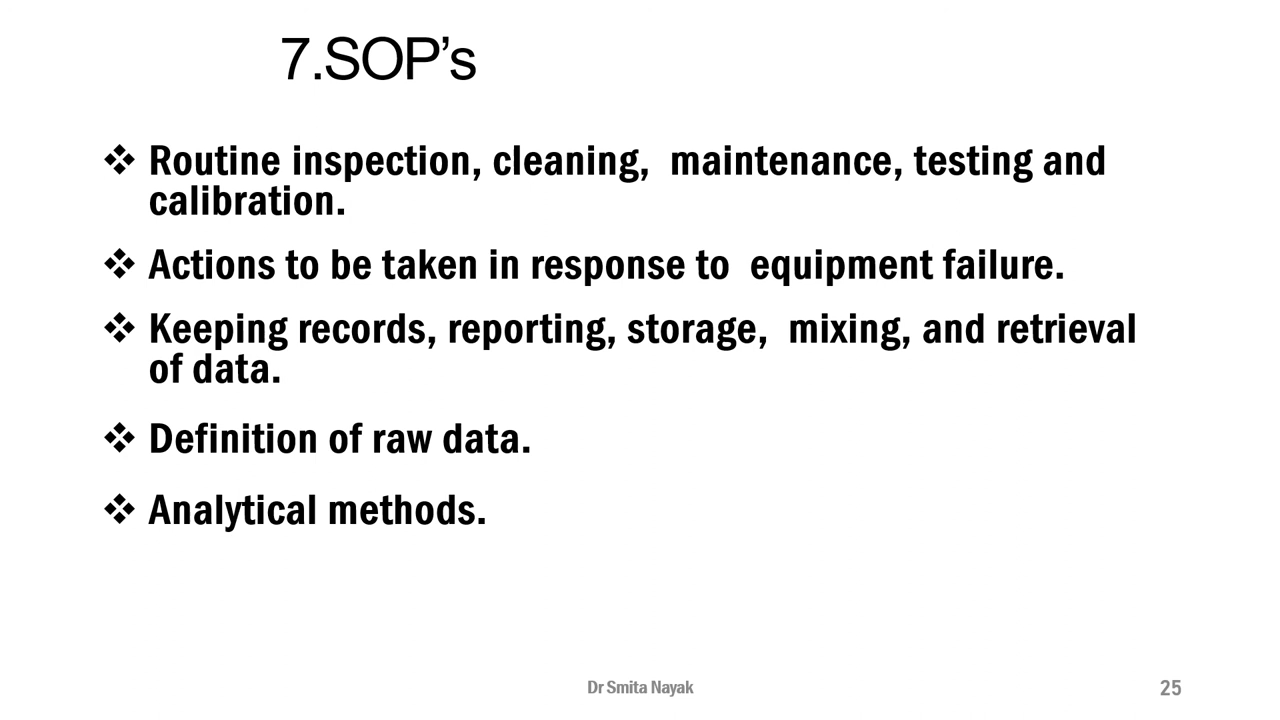 7.SOP’s
❖ Routine inspection, cleaning,  maintenance, testing and
calibration.
❖ Actions to be taken in response to  equipment failure.
❖ Keeping records, reporting, storage,  mixing, and retrieval
of data.
❖ Definition of raw data.
❖ Analytical methods.
Dr Smita Nayak
25